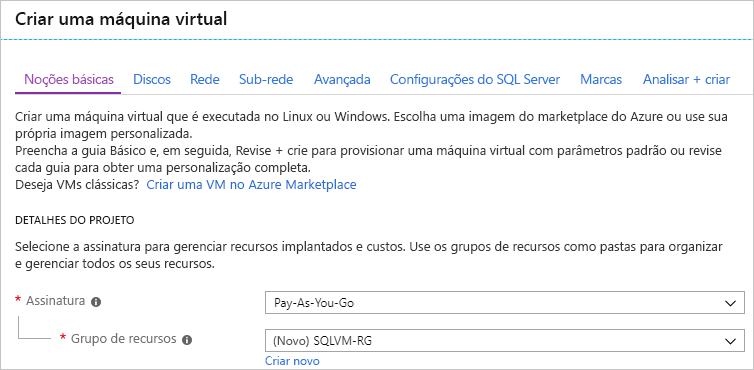 Criar uma máquina virtual
Noções básicas Discos Rede Sub-rede Avançada Configurações do SQL Server Marcas Analisar + criar
Criar uma máquina virtual que é executada no Linux ou Windows. Escolha uma imagem do marketplace do Azure ou use sua
própria imagem personalizada.
Preencha a guia Básico e, em seguida, Revise + crie para provisionar uma máquina virtual com parâmetros padrão ou revise
cada guia para obter uma personalização completa.
Deseja VMs clássicas? Criar uma VM no Azure Marketplace
DETALHES DO PROJETO
Selecione a assinatura para gerenciar recursos implantados e custos. Use os grupos de recursos como pastas para organizar
e gerenciar todos os seus recursos.
* Assinatura Pay-As-You-Go
* Grupo de recursos (Novo) SQLVM-RG
Criar novo